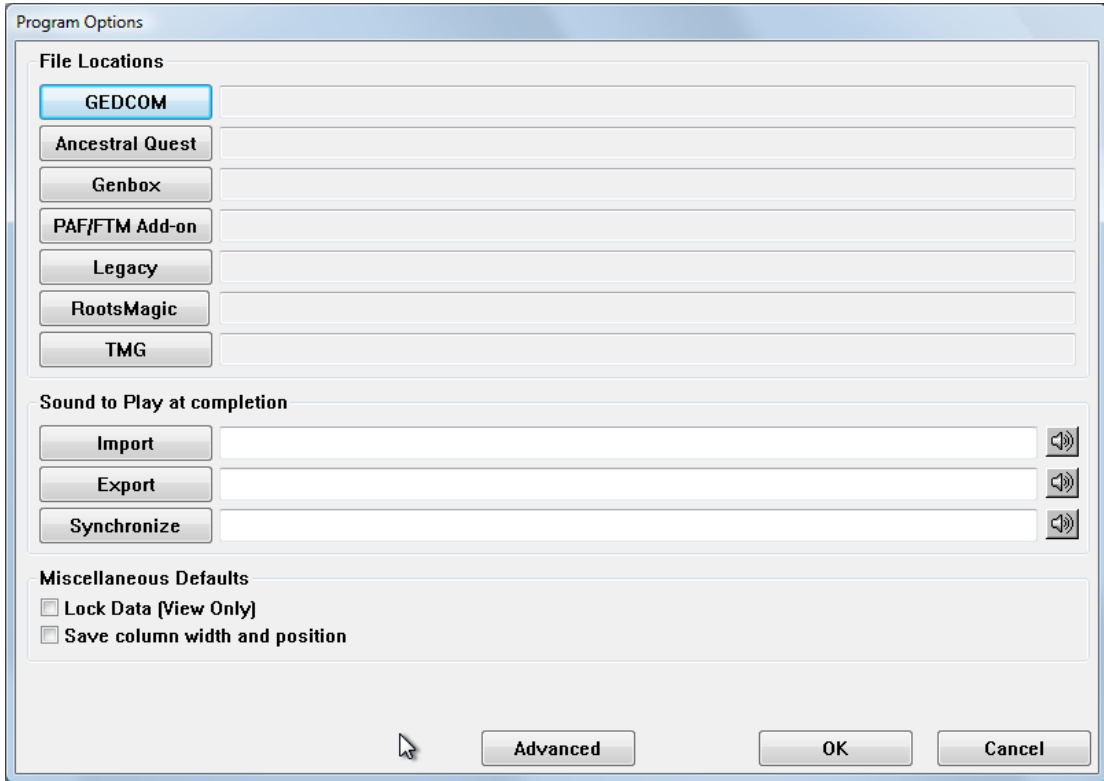 Program Options
File Locations
GEDCOM
Ancestral Quest
Genbox
PAF/FTM Add-on
Legacy
RootsMagic
TMG
Sound to Play at completion
Import
Export
Synchronize
Miscellaneous Defaults
Lock Data (View Only)
Save column width and position
Advanced OK Cancel